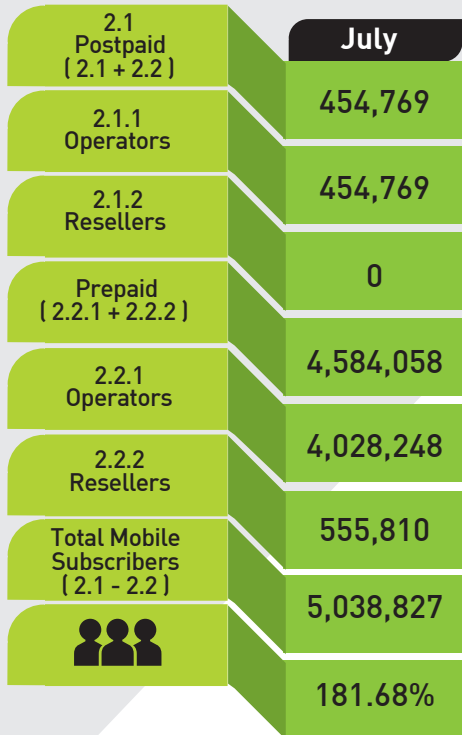 July
2.1
Postpaid
( 2.1 + 2.2 )
454,769
2.1.1
Operators
454,769
2.1.2
Resellers
0
Prepaid
( 2.2.1 + 2.2.2 )
4,584,058
2.2.1
Operators
4,028,248
2.2.2
Resellers
555,810
Total Mobile
Subscribers
( 2.1 - 2.2 )
5,038,827
181.68%